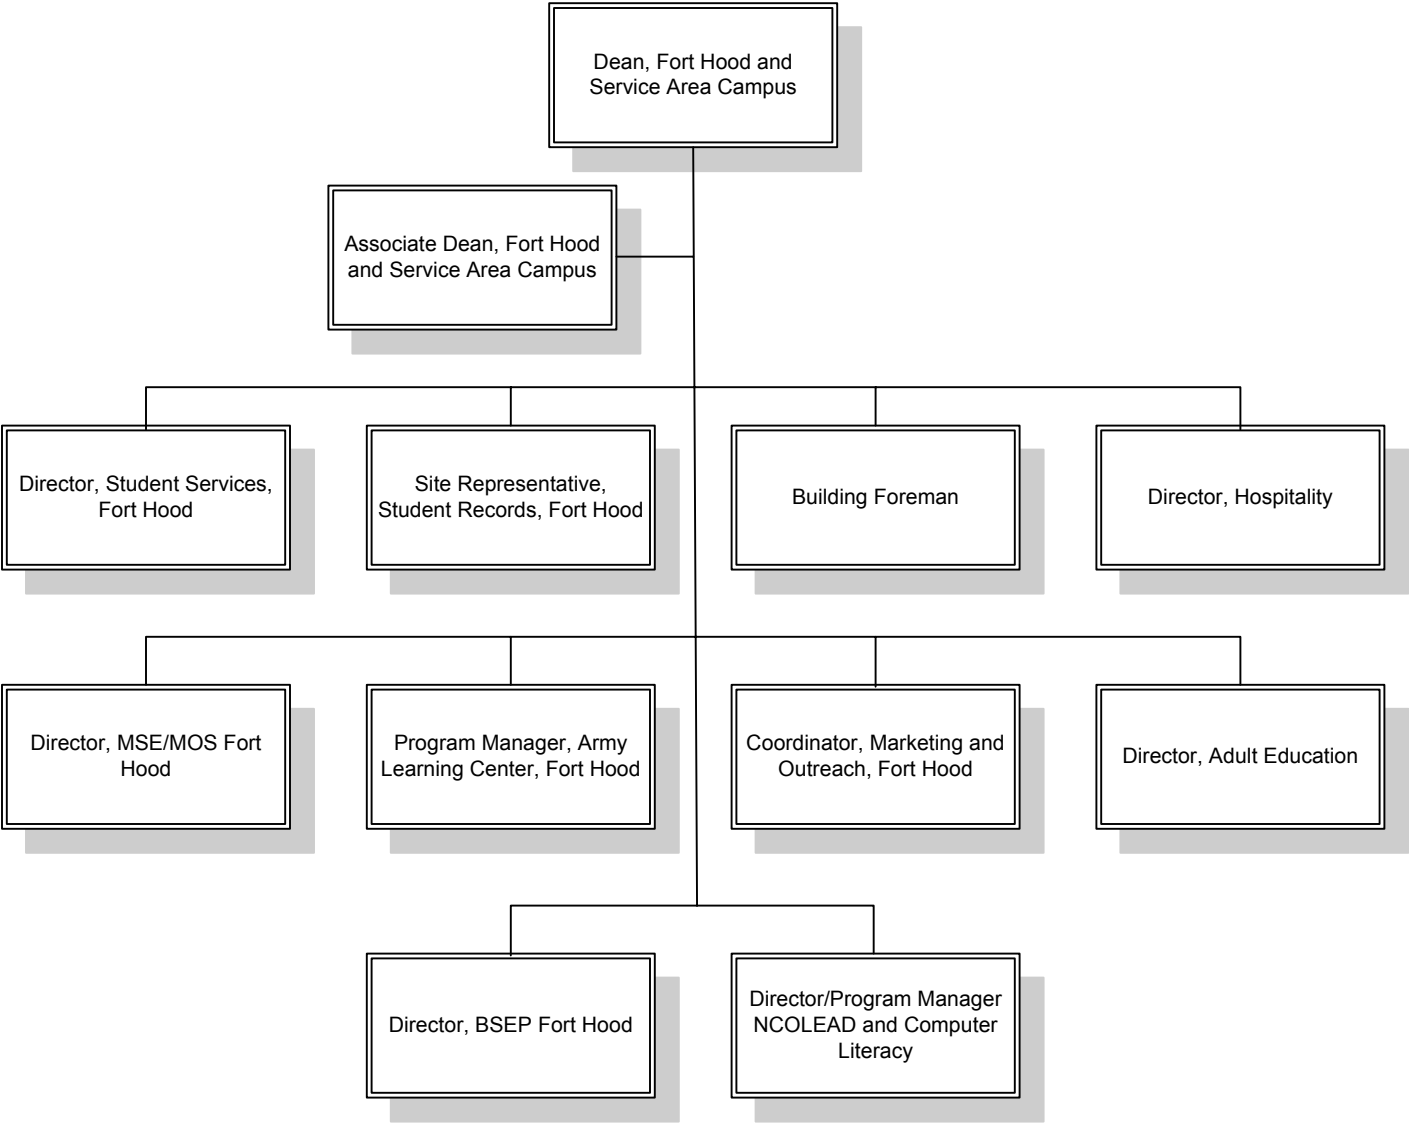 Dean, Fort Hood and
Service Area Campus
Associate Dean, Fort Hood
and Service Area Campus
Director, Student Services,
Fort Hood
Site Representative,
Student Records, Fort Hood
Building Foreman
Director, Hospitality
Director, MSE/MOS Fort
Hood
Program Manager, Army
Learning Center, Fort Hood
Coordinator, Marketing and
Outreach, Fort Hood
Director, Adult Education
Director, BSEP Fort Hood
Director/Program Manager
NCOLEAD and Computer
Literacy